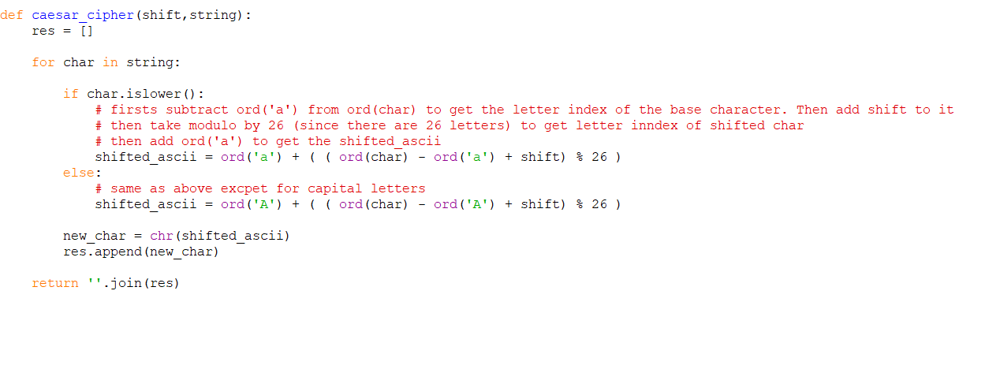 def caesar_cipher(shift,string):
    res = []
    for char in string:
        if char.islower():
            # firsts subtract ord('a') from ord(char) to get the letter index of the base character. Then add shift to it
            # then take modulo by 26 (since there are 26 letters) to get letter inndex of shifted char
            # then add ord('a') to get the shifted_ascii
            shifted_ascii = ord('a') + ( ( ord(char) - ord('a') + shift) % 26 )
        else:
            # same as above excpet for capital letters
            shifted_ascii = ord('A') + ( ( ord(char) - ord('A') + shift) % 26 )
        new_char = chr(shifted_ascii)
        res.append(new_char)
    return ''.join(res)